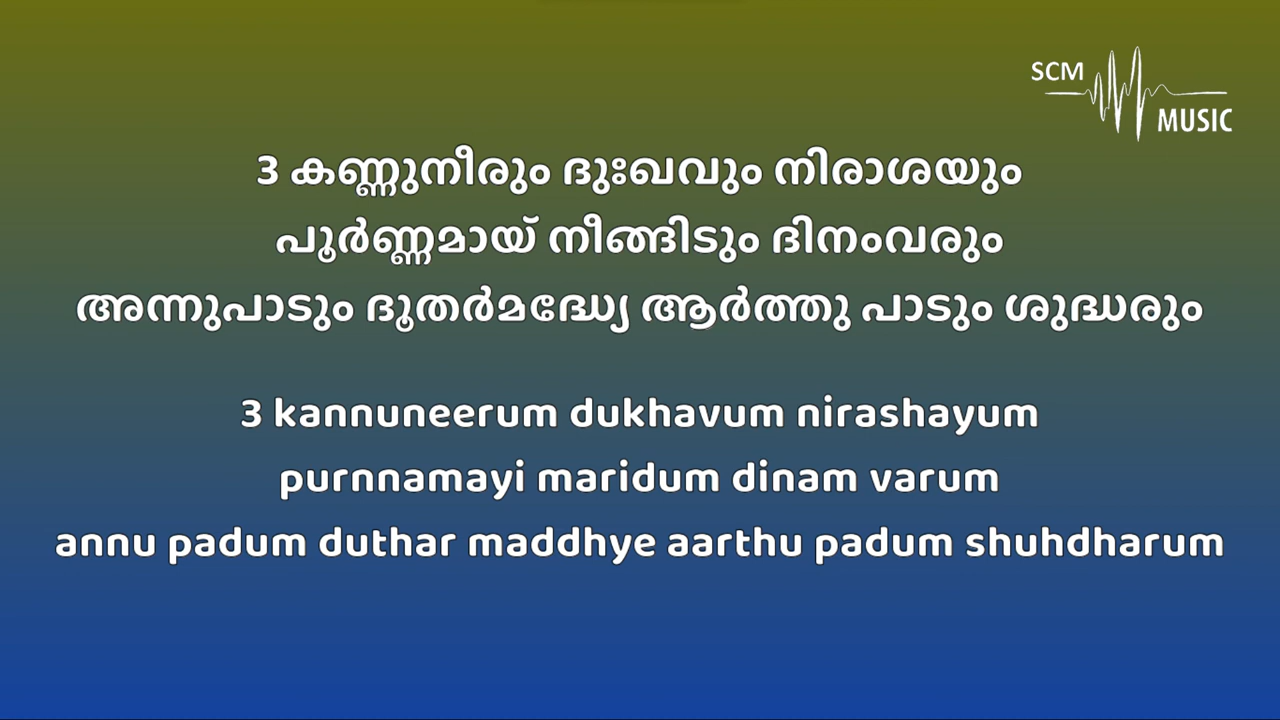 SCM
MUSIC
3 കണ്ണുനീരും ദുഃഖവും നിരാശയും
പൂർണ്ണമായ് നീങ്ങിടും ദിനംവരും
അന്നുപാടും ദൂതർമദ്ധ്യേ ആർത്തു പാടും ശുദ്ധരും
3 kannuneerum dukhavum nirashayum
purnnamayi maridum dinam varum
annu padum duthar maddhye aarthu padum shuhdharum